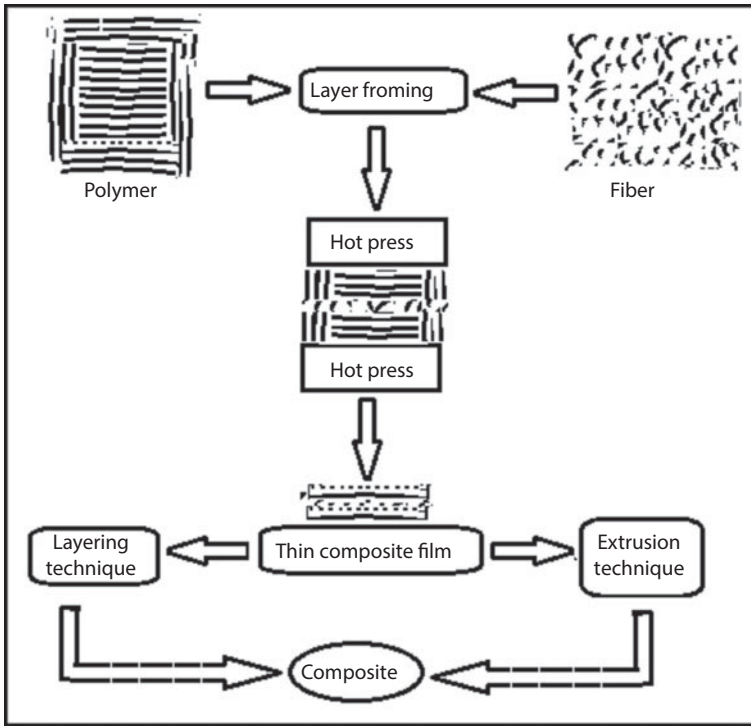 Layer froming
Polymer
Fiber
Hot press
Hot press
Layering
technique
Thin composite film
Extrusion
technique
Composite